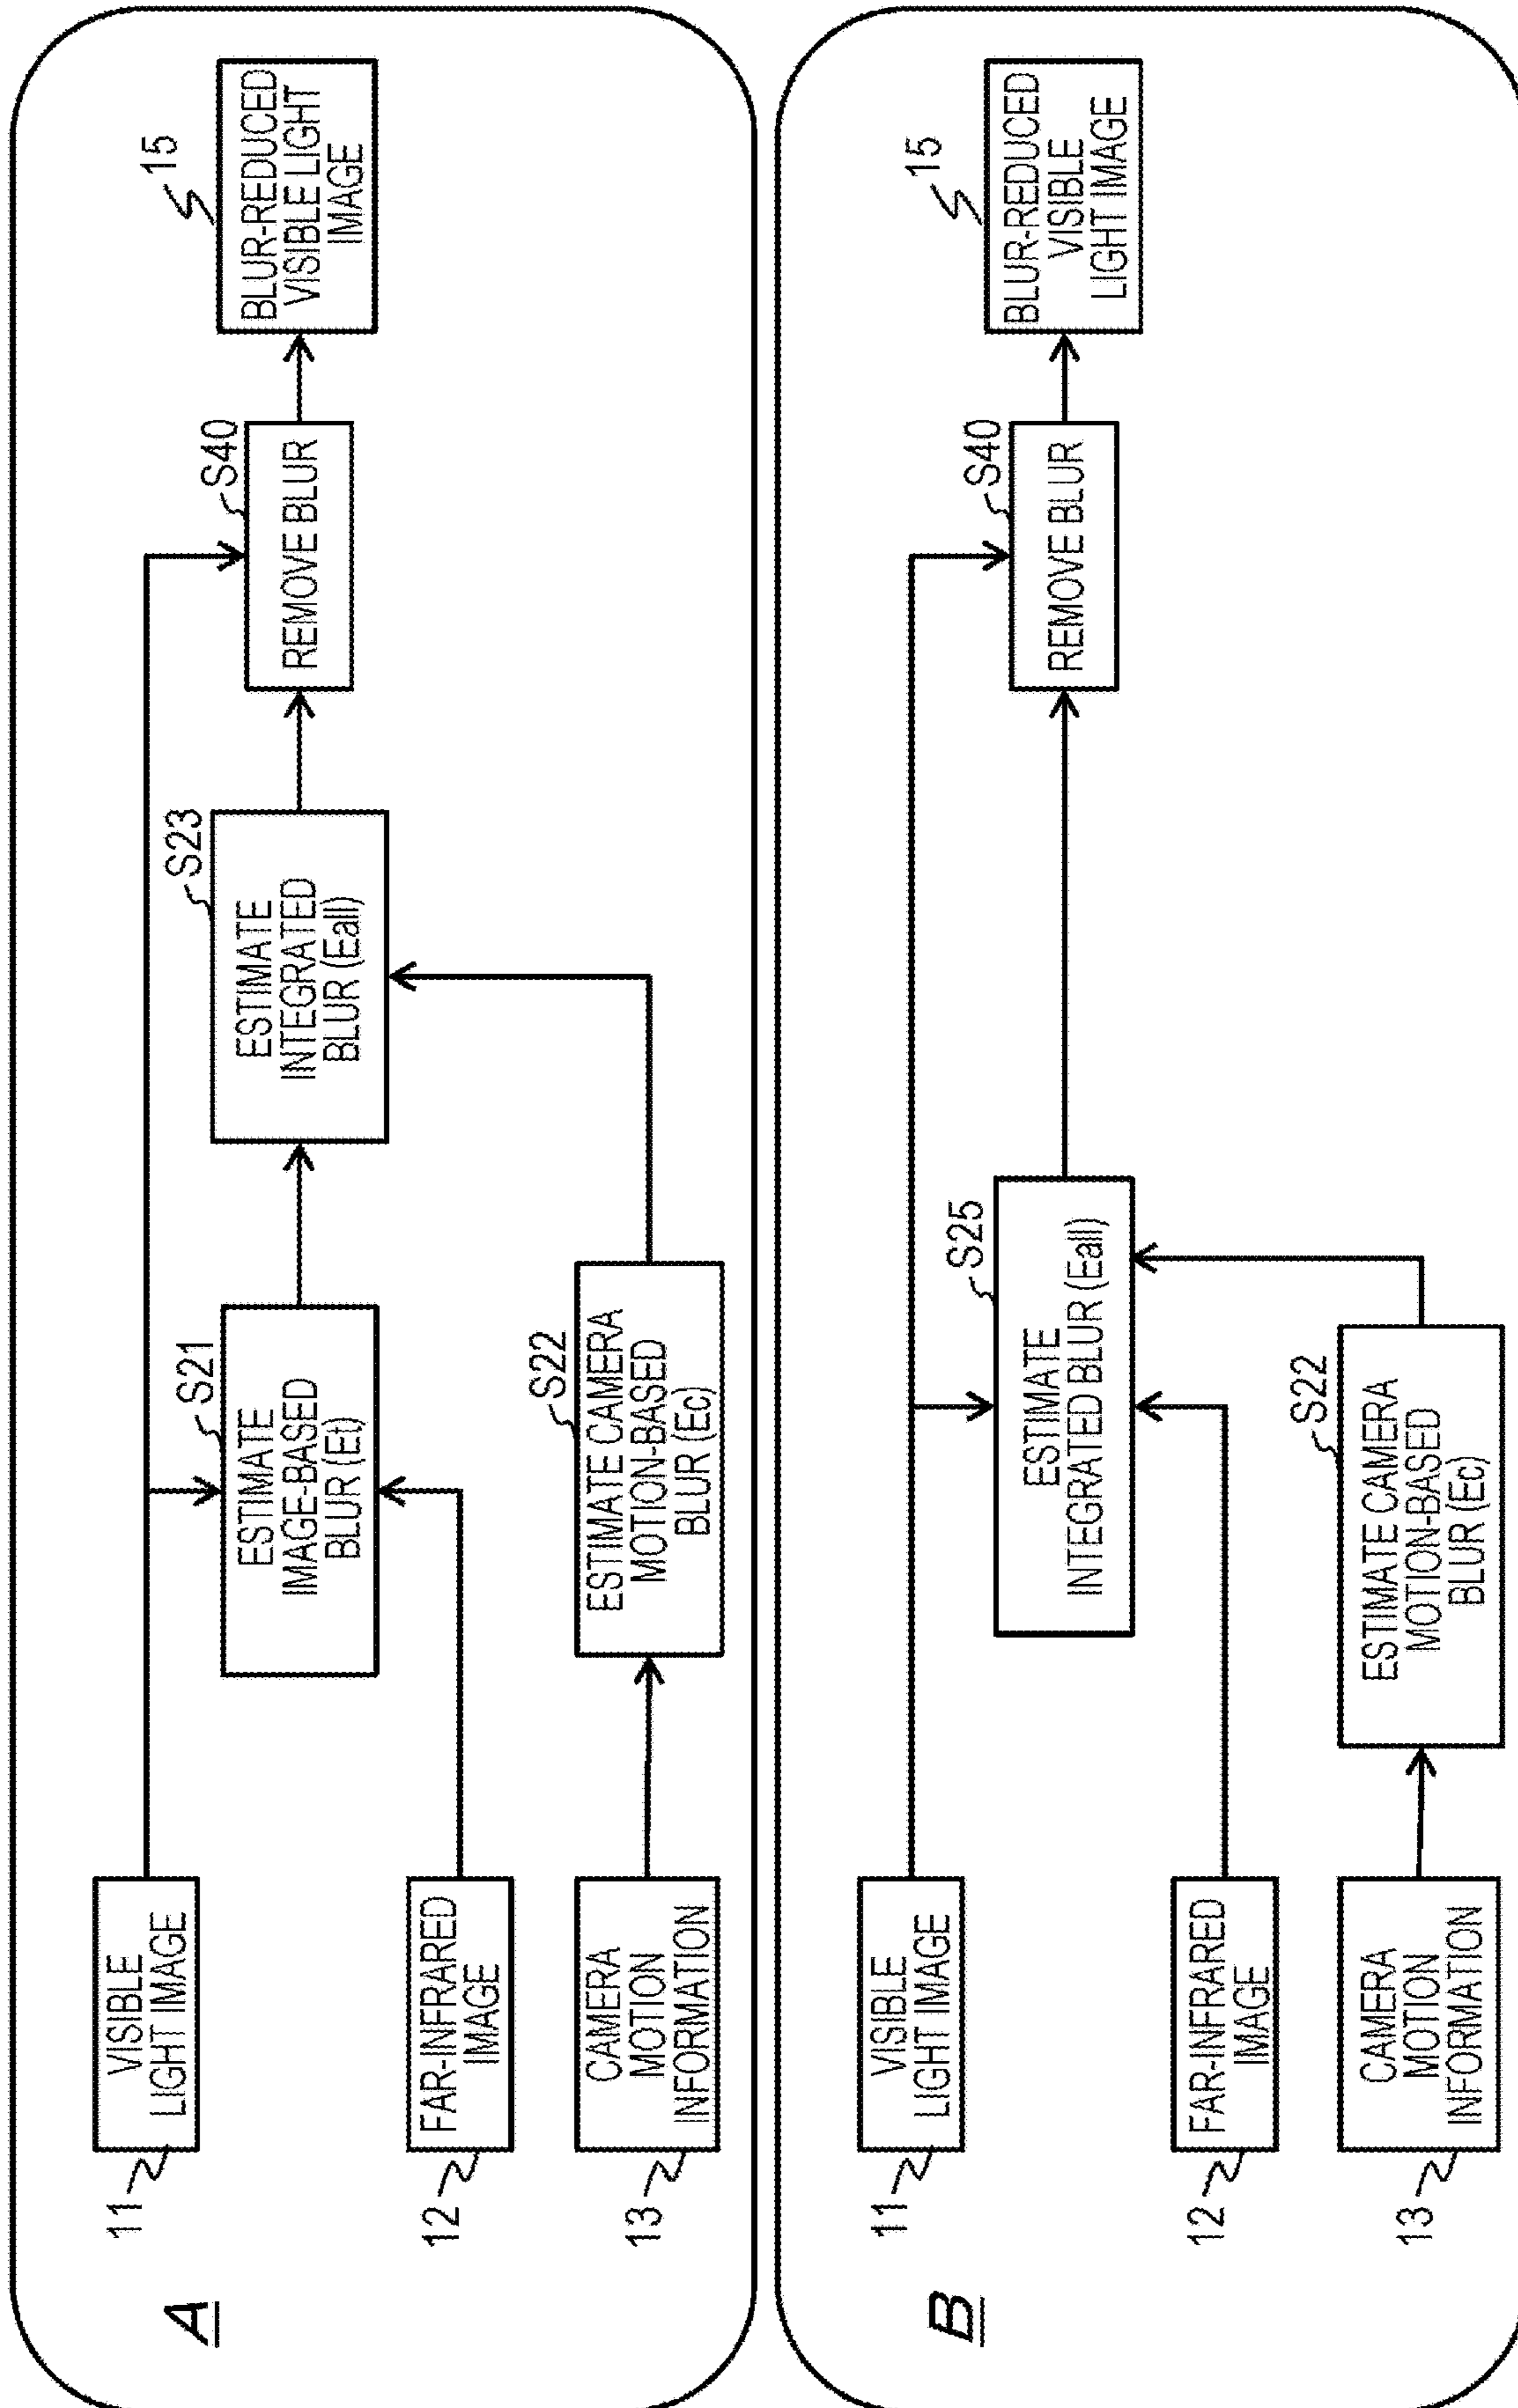 A
11
VISIBLE
LIGHT IMAGE
12
FAR-INFRARED
IMAGE
13
CAMERA
MOTION
INFORMATION
S21
ESTIMATE
IMAGE-BASED
BLUR (Et)
S22
ESTIMATE CAMERA
MOTION-BASED
BLUR (Ec)
S23
ESTIMATE
INTEGRATED
BLUR (Eall)
S40
REMOVE BLUR
15
BLUR-REDUCED
VISIBLE LIGHT
IMAGE
B
11
VISIBLE
LIGHT IMAGE
12
FAR-INFRARED
IMAGE
13
CAMERA
MOTION
INFORMATION
S22
ESTIMATE CAMERA
MOTION-BASED
BLUR (Ec)
S25
ESTIMATE
INTEGRATED BLUR (Eall)
S40
REMOVE BLUR
15
BLUR-REDUCED
VISIBLE
LIGHT IMAGE